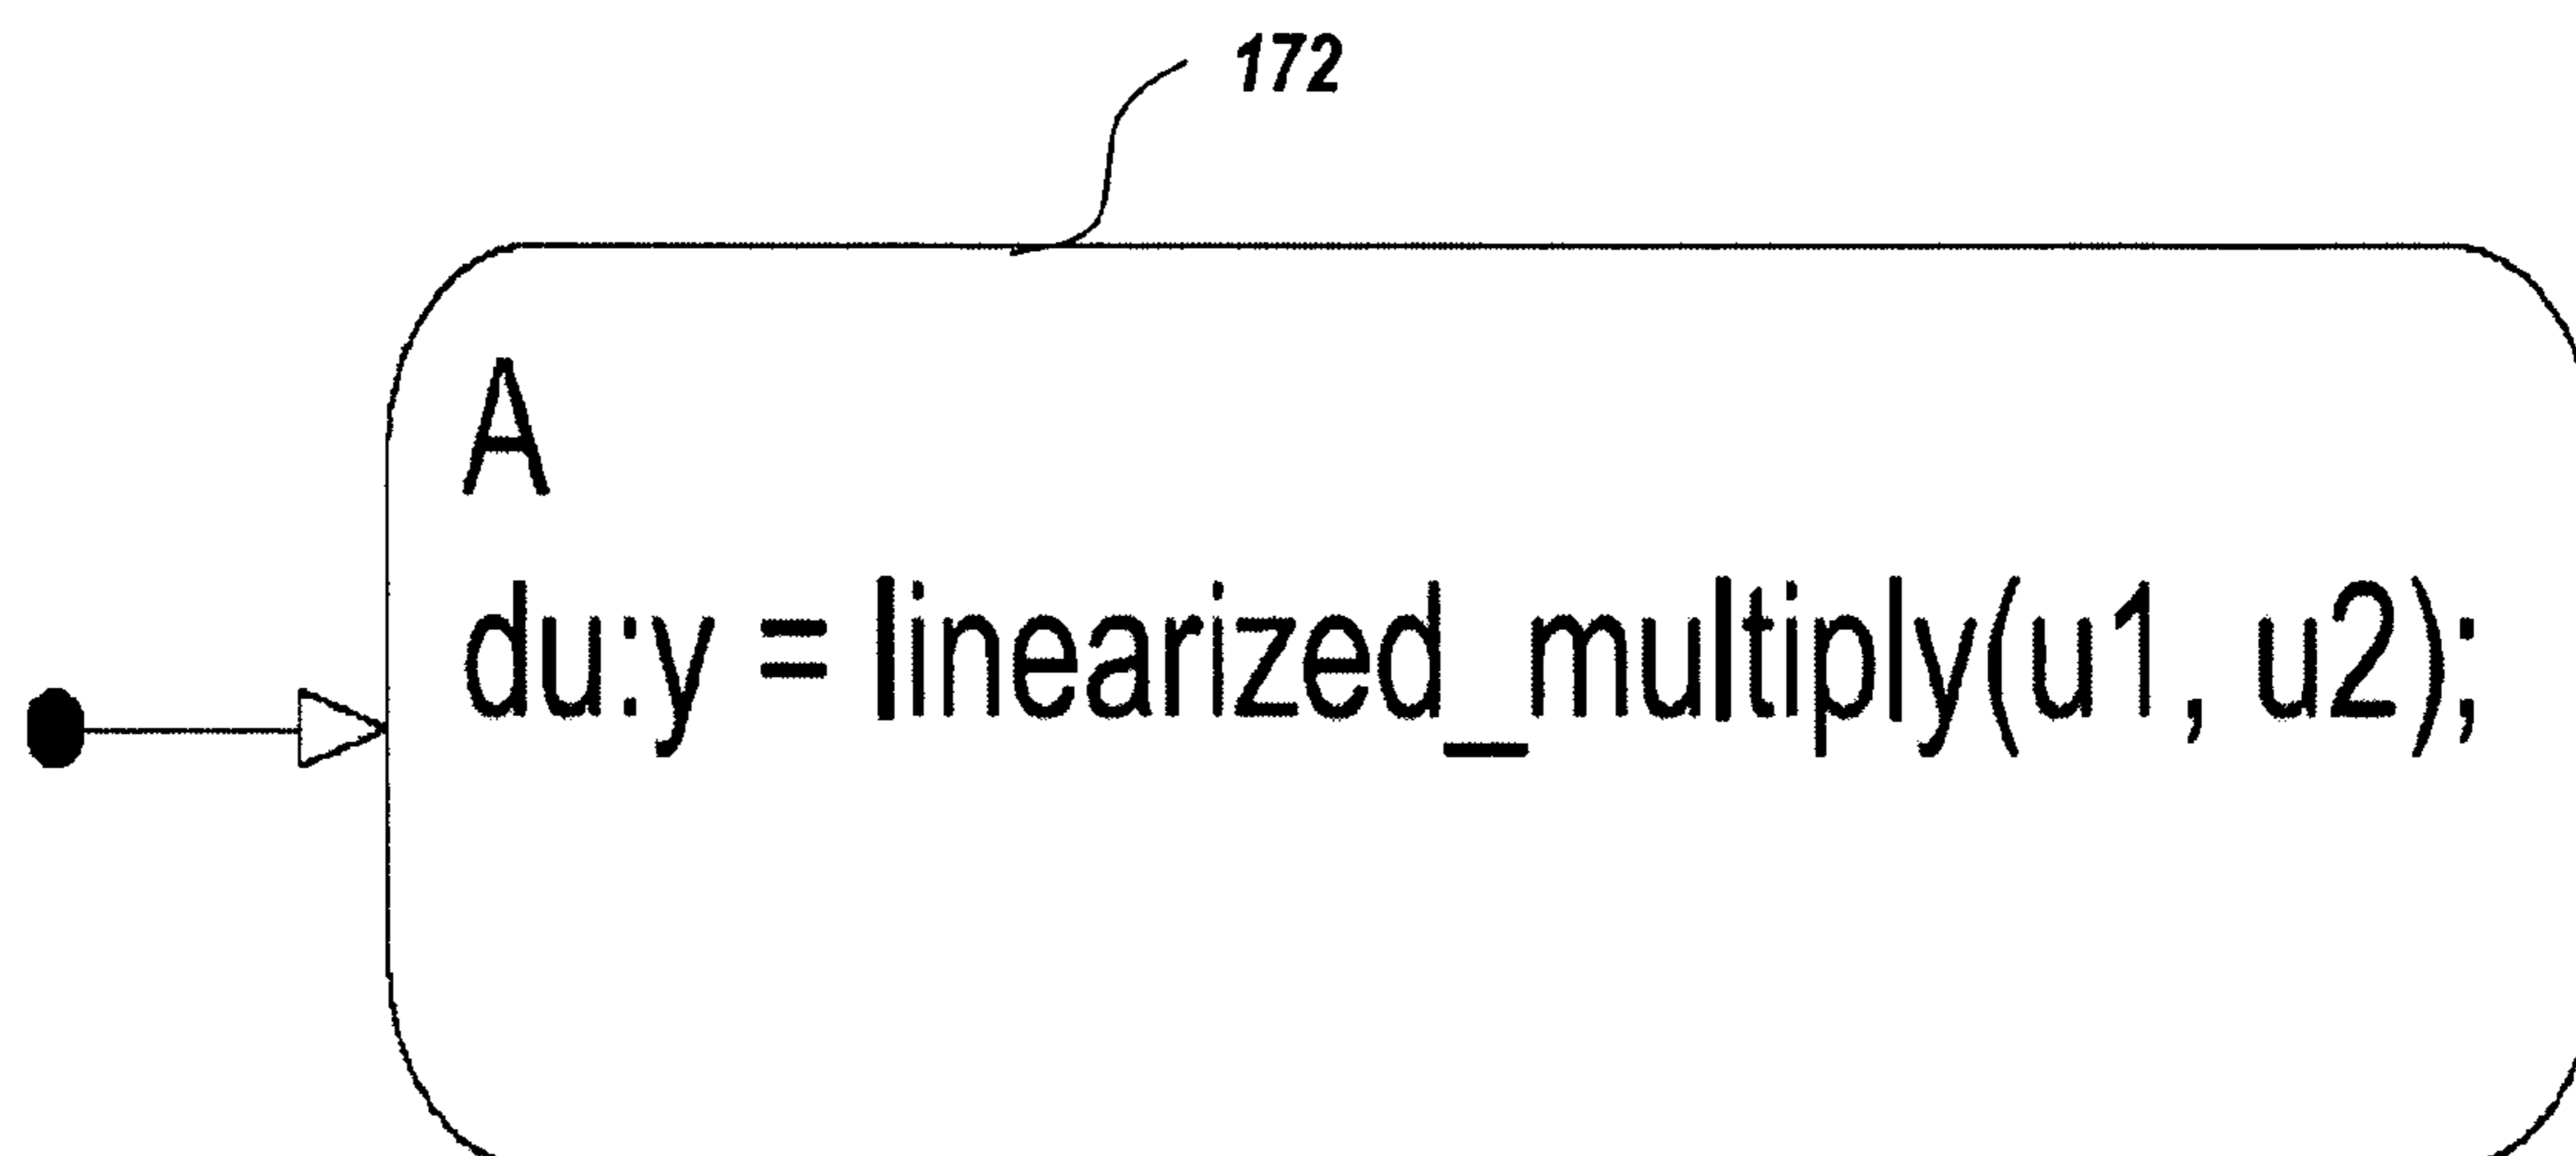 172
A
du:y = linearized_multiply(u1, u2);